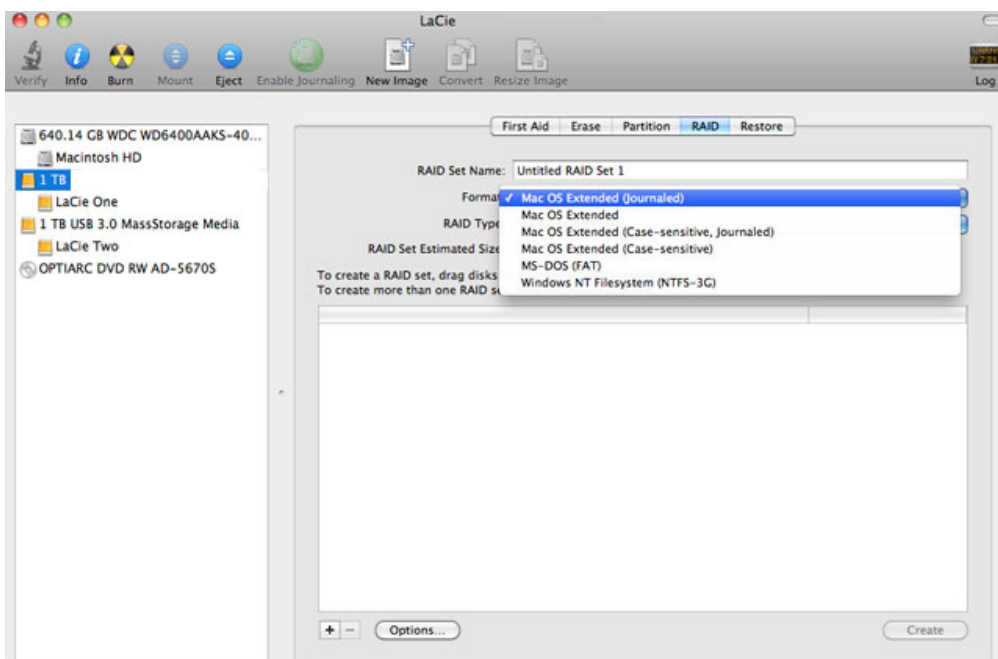 LaCie
Verify Info Burn Mount Eject Enable Journaling New Image Convert Resize Image Log
640.14 GB WDC WD6400AAKS-40...
Macintosh HD
1 TB
LaCie One
1 TB USB 3.0 MassStorage Media
LaCie Two
OPTIARC DVD RW AD-5670S
First Aid Erase Partition RAID Restore
RAID Set Name: Untitled RAID Set 1
Format
✓ Mac OS Extended (Journaled)
Mac OS Extended
Mac OS Extended (Case-sensitive, Journaled)
Mac OS Extended (Case-sensitive)
MS-DOS (FAT)
Windows NT Filesystem (NTFS-3G)
RAID Type
RAID Set Estimated Size
To create a RAID set, drag disks
To create more than one RAID se
+ - Options... Create